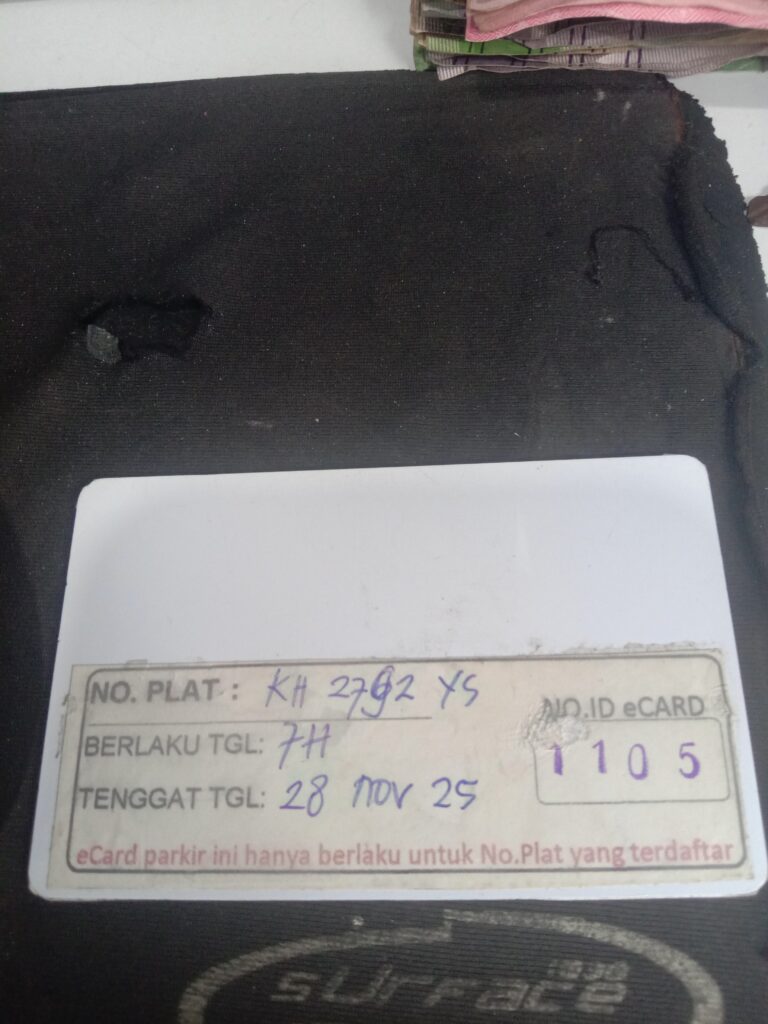 NO. PLAT : KH 2792 YS
BERLAKU TGL: 7H
TENGGAT TGL: 28 nov 25
NO.ID eCARD
1105
eCard parkir ini hanya berlaku untuk No.Plat yang terdaftar
surface